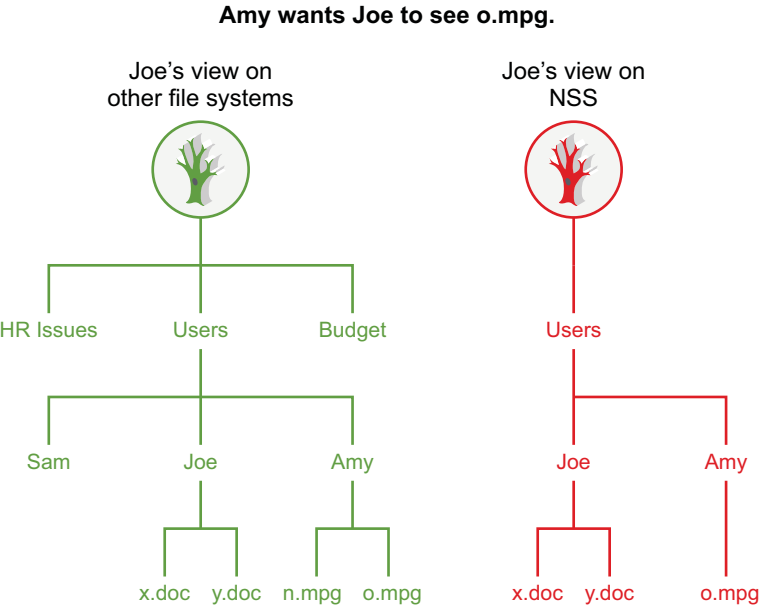 Amy wants Joe to see o.mpg.
Joe's view on
other file systems
HR Issues
Users
Budget
Sam
Joe
Amy
x.doc
y.doc
n.mpg
o.mpg
Joe's view on
NSS
Users
Joe
Amy
x.doc
y.doc
o.mpg